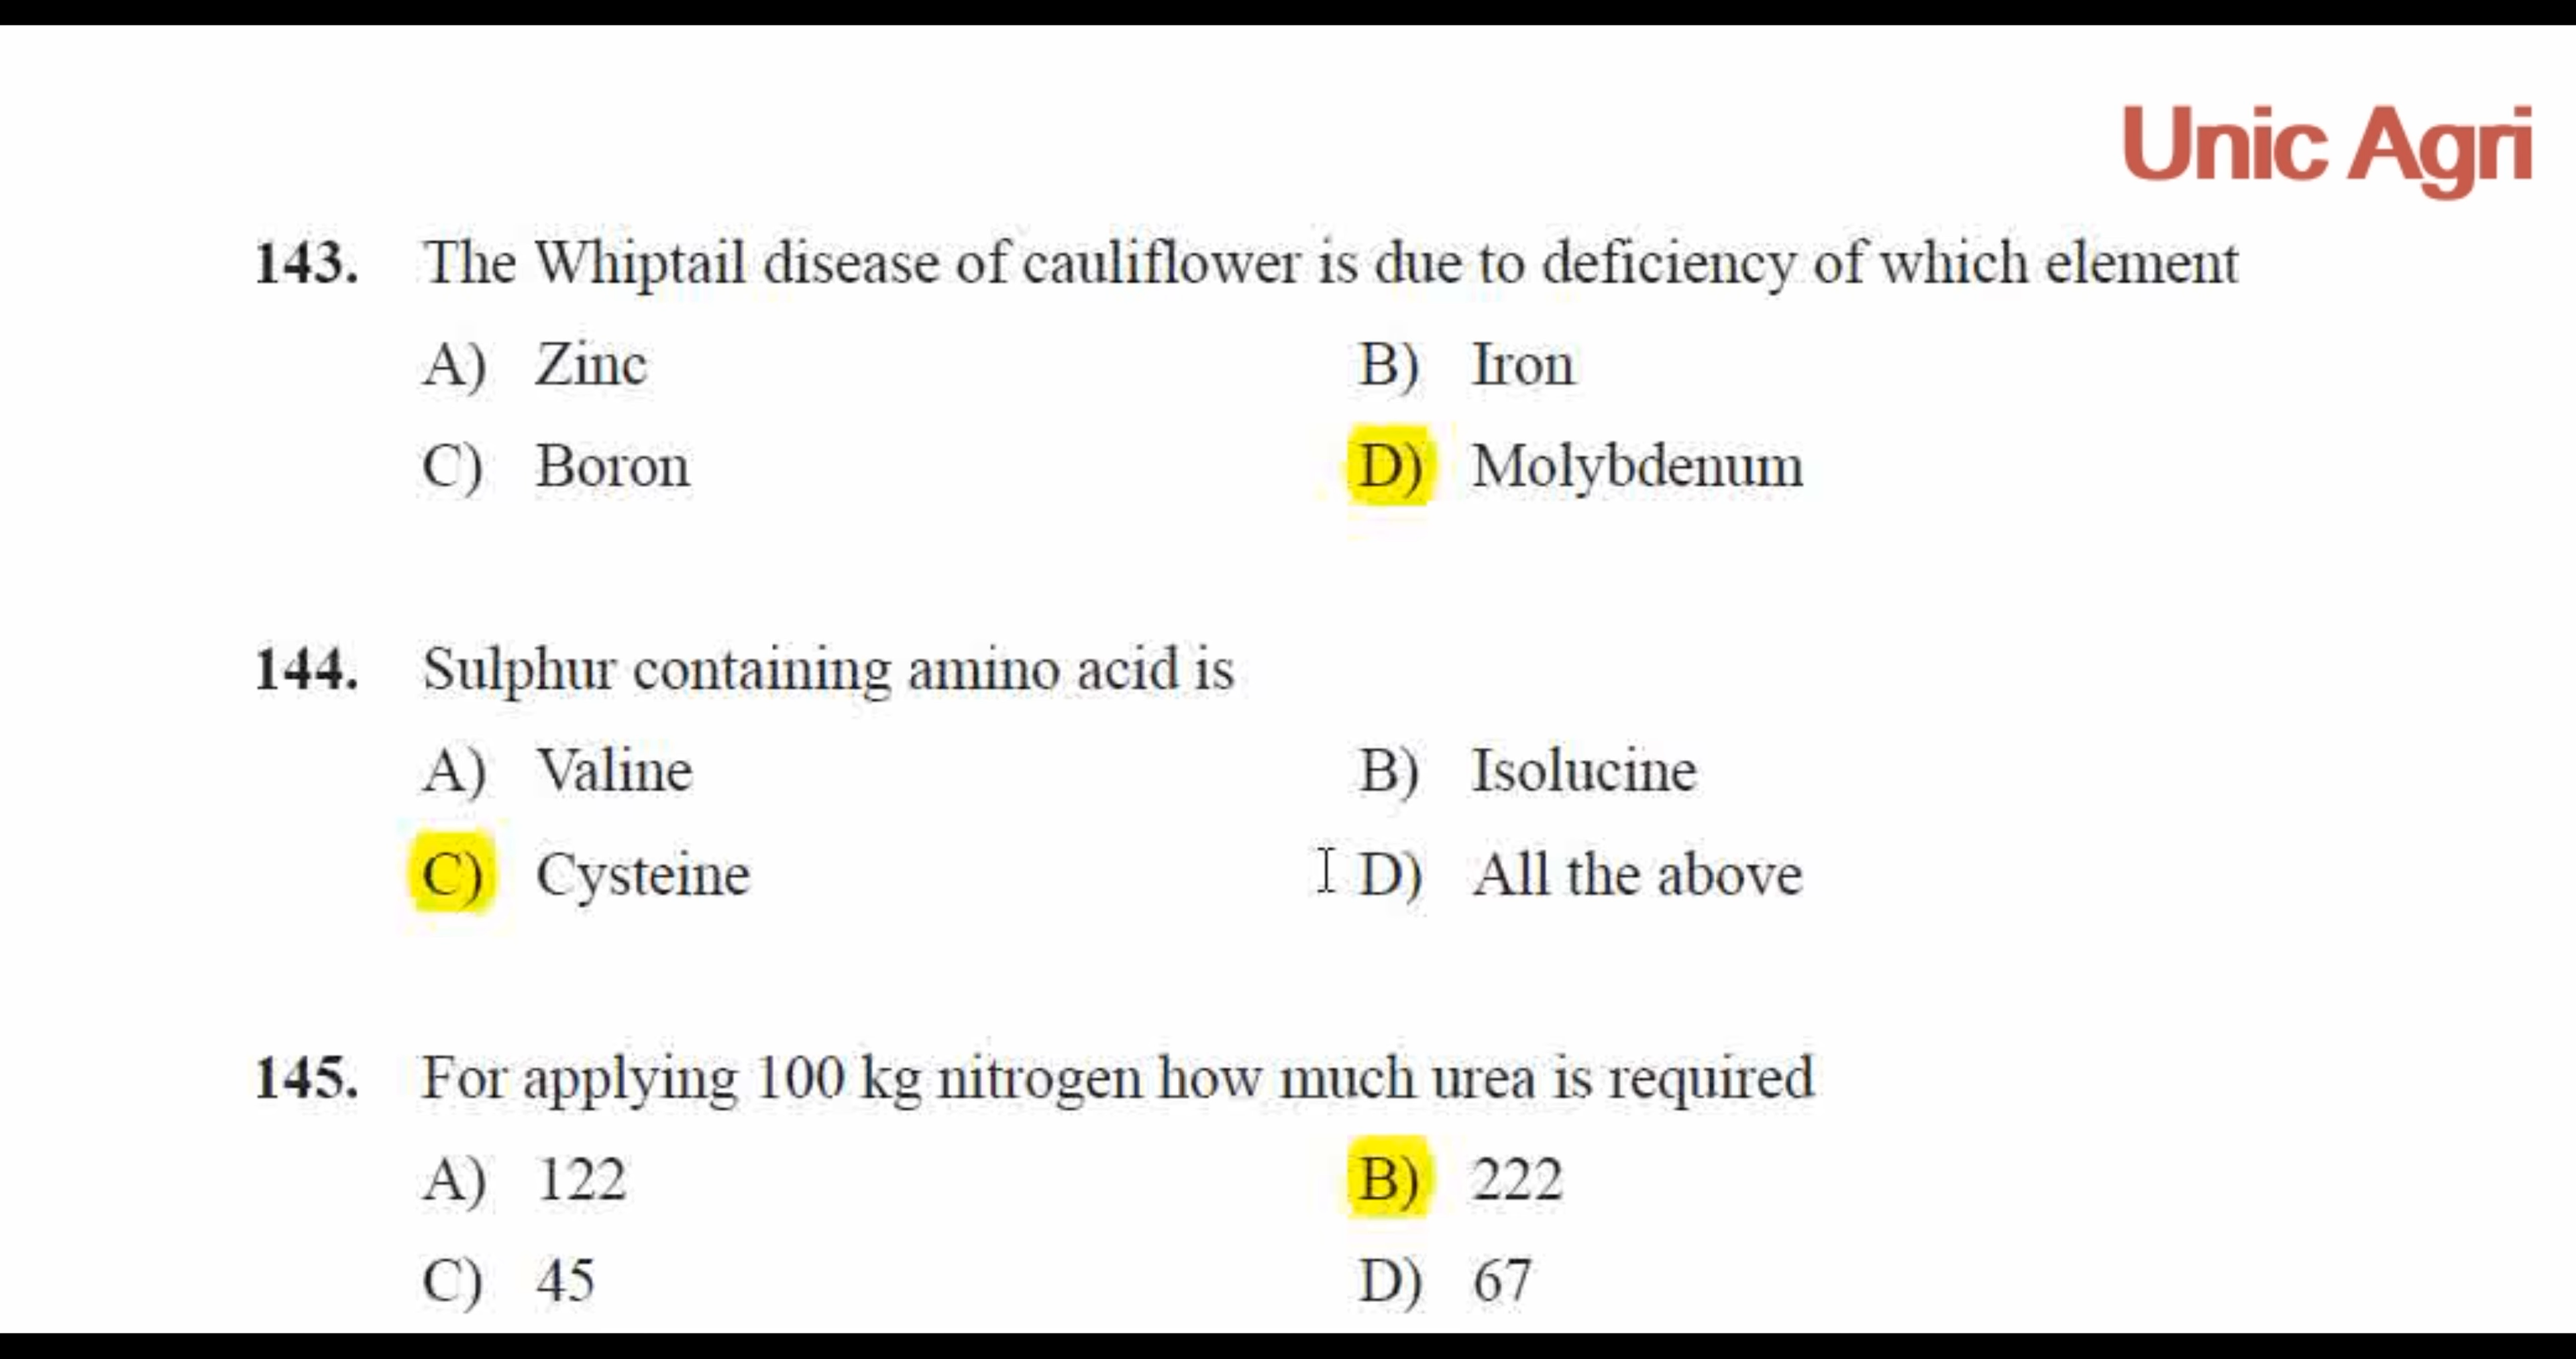 Unic Agri
143. The Whiptail disease of cauliflower is due to deficiency of which element
A) Zinc B) Iron
C) Boron D) Molybdenum
144. Sulphur containing amino acid is
A) Valine B) Isolucine
C) Cysteine D) All the above
145. For applying 100 kg nitrogen how much urea is required
A) 122 B) 222
C) 45 D) 67